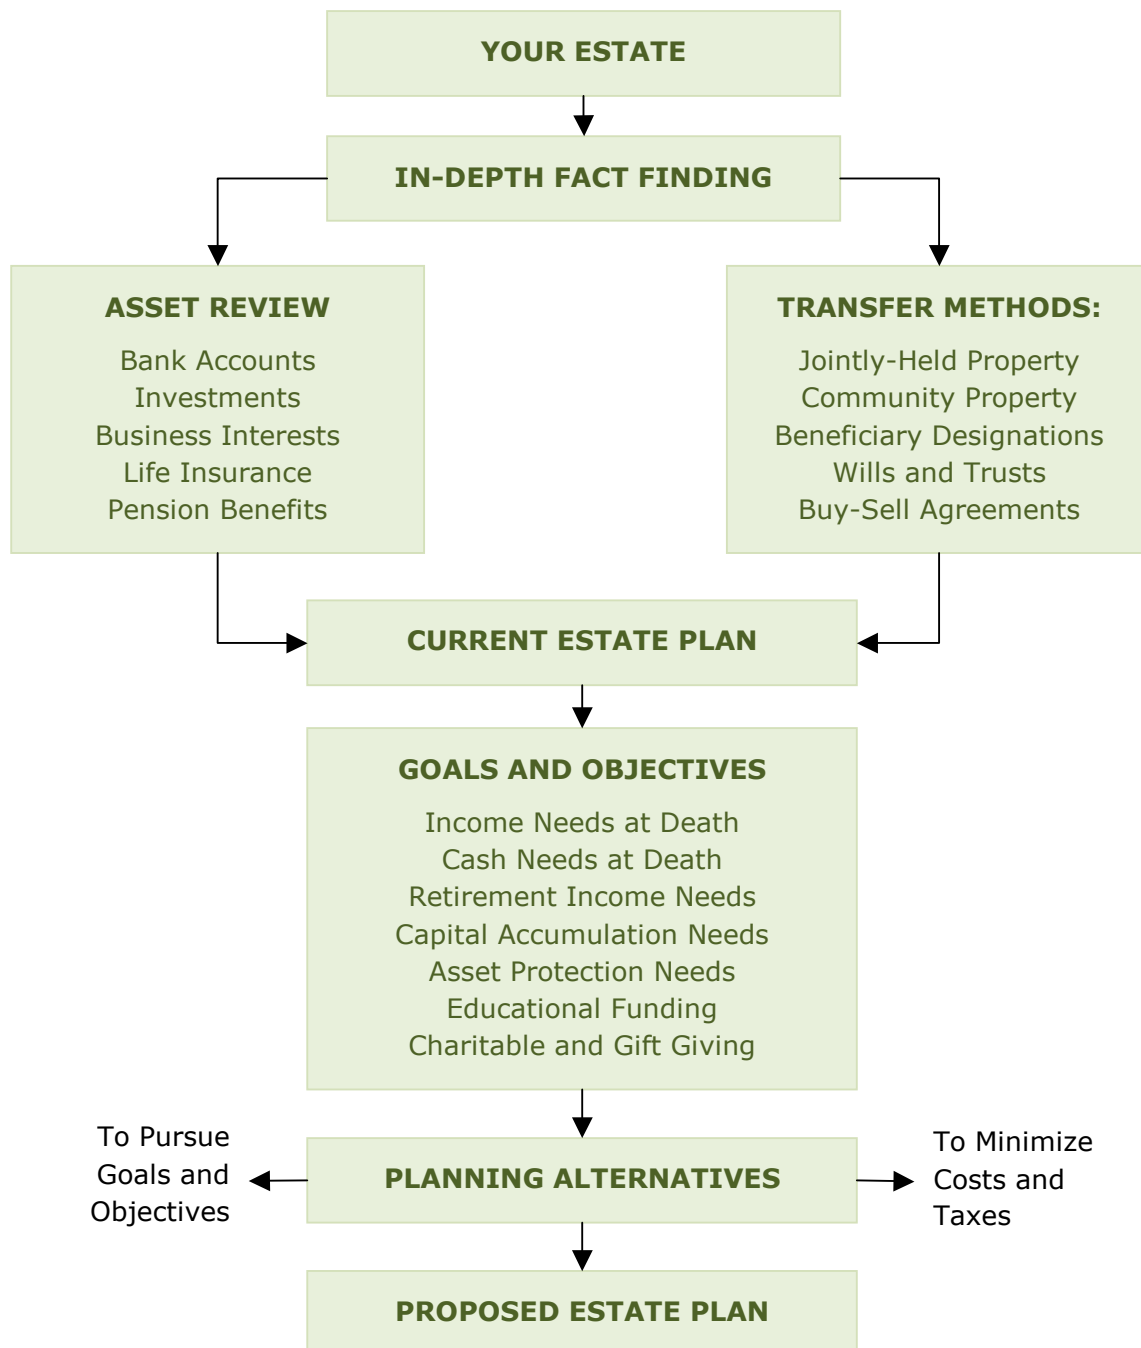 YOUR ESTATE
IN-DEPTH FACT FINDING
ASSET REVIEW
Bank Accounts
Investments
Business Interests
Life Insurance
Pension Benefits
TRANSFER METHODS:
Jointly-Held Property
Community Property
Beneficiary Designations
Wills and Trusts
Buy-Sell Agreements
CURRENT ESTATE PLAN
GOALS AND OBJECTIVES
Income Needs at Death
Cash Needs at Death
Retirement Income Needs
Capital Accumulation Needs
Asset Protection Needs
Educational Funding
Charitable and Gift Giving
To Pursue
Goals and
Objectives
PLANNING ALTERNATIVES
To Minimize
Costs and
Taxes
PROPOSED ESTATE PLAN